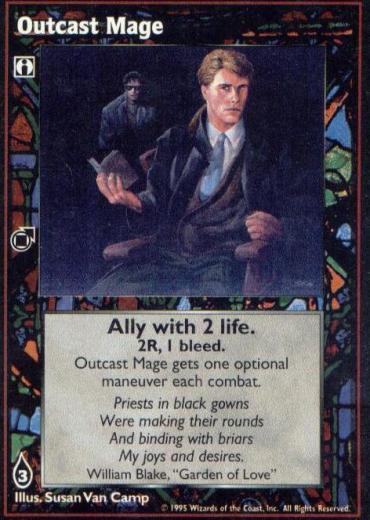 Outcast Mage
Ally with 2 life.
2R, 1 bleed.
Outcast Mage gets one optional
maneuver each combat.
Priests in black gowns
Were making their rounds
And binding with briars
My joys and desires.
William Blake, "Garden of Love"
3
Illus. Susan Van Camp
© 1995 Wizards of the Coast, Inc. All Rights Reserved.